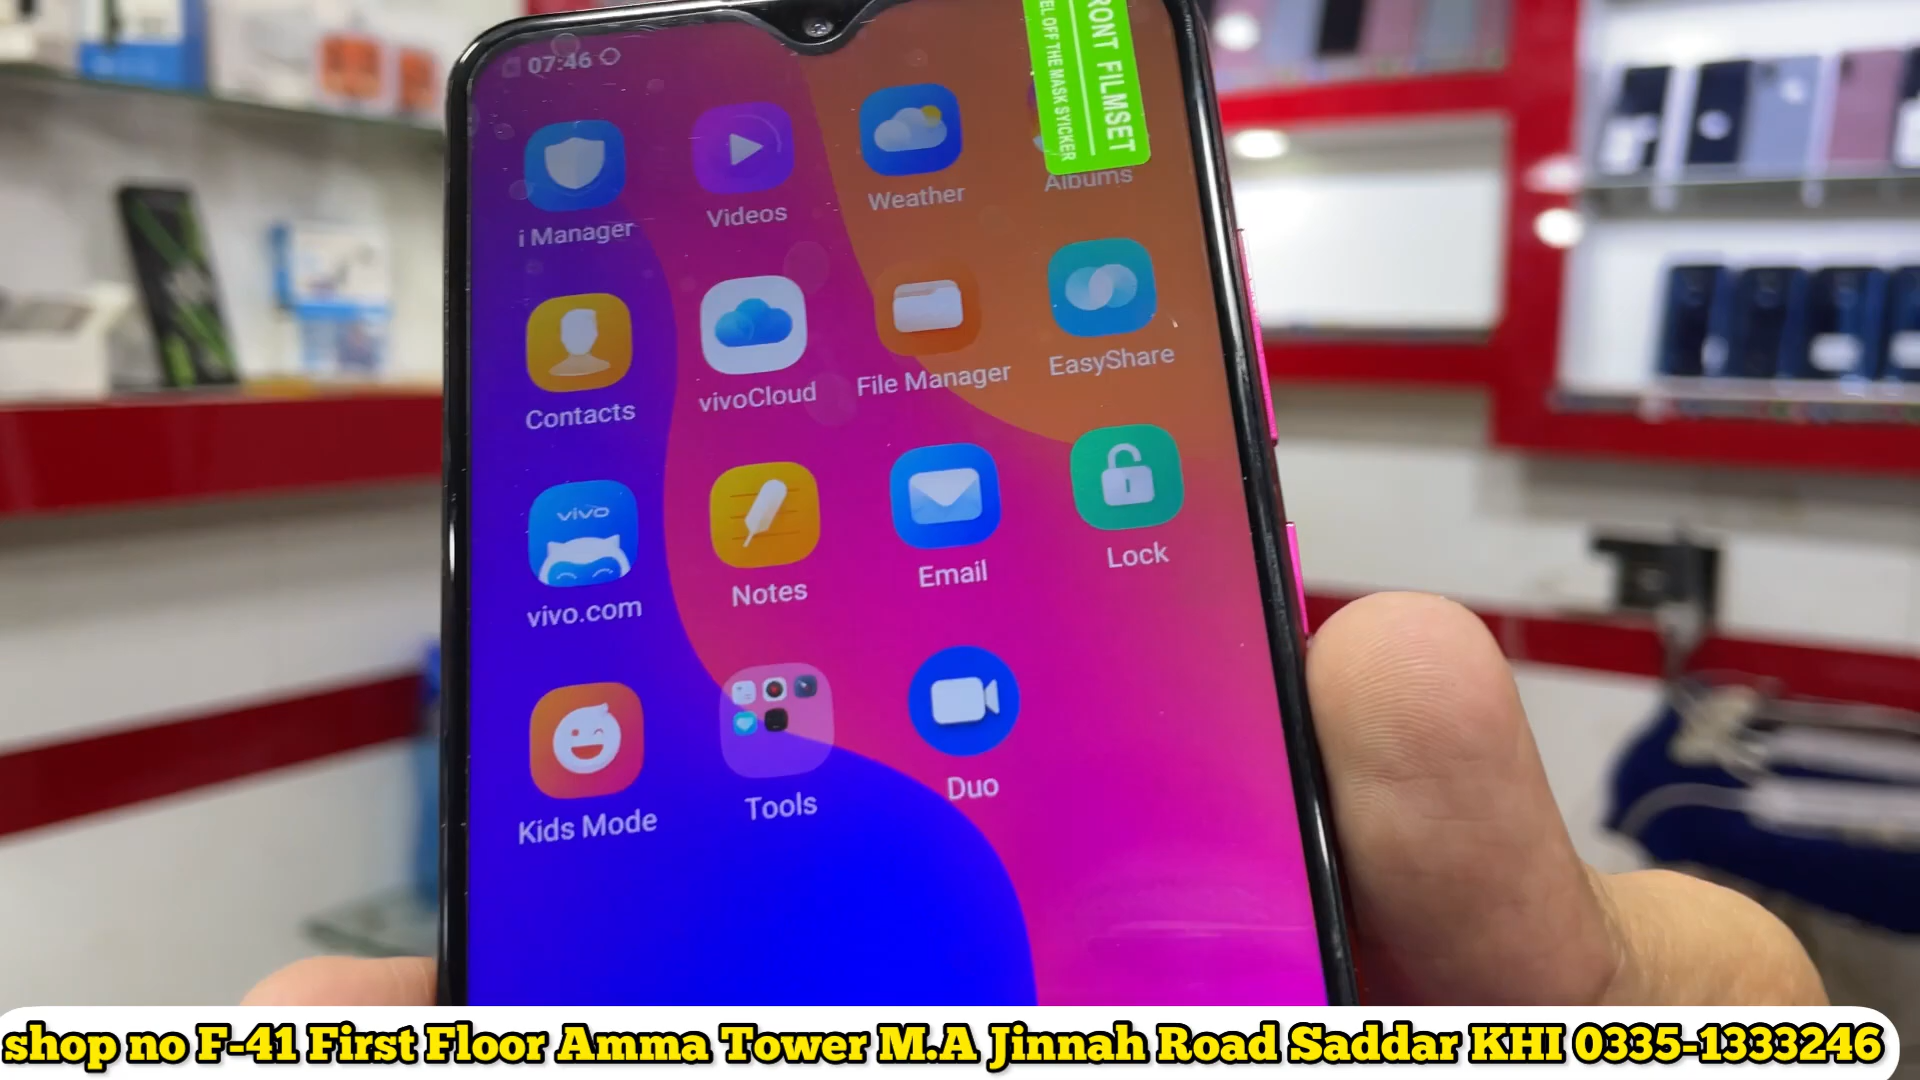 07:46
RONT FILMSET
EL OFF THE MASK SYICKER
i Manager
Videos
Weather
Albums
Contacts
vivoCloud
File Manager
EasyShare
vivo
vivo.com
Notes
Email
Lock
Kids Mode
Tools
Duo
shop no F-41 First Floor Amma Tower M.A Jinnah Road Saddar KHI 0335-1333246